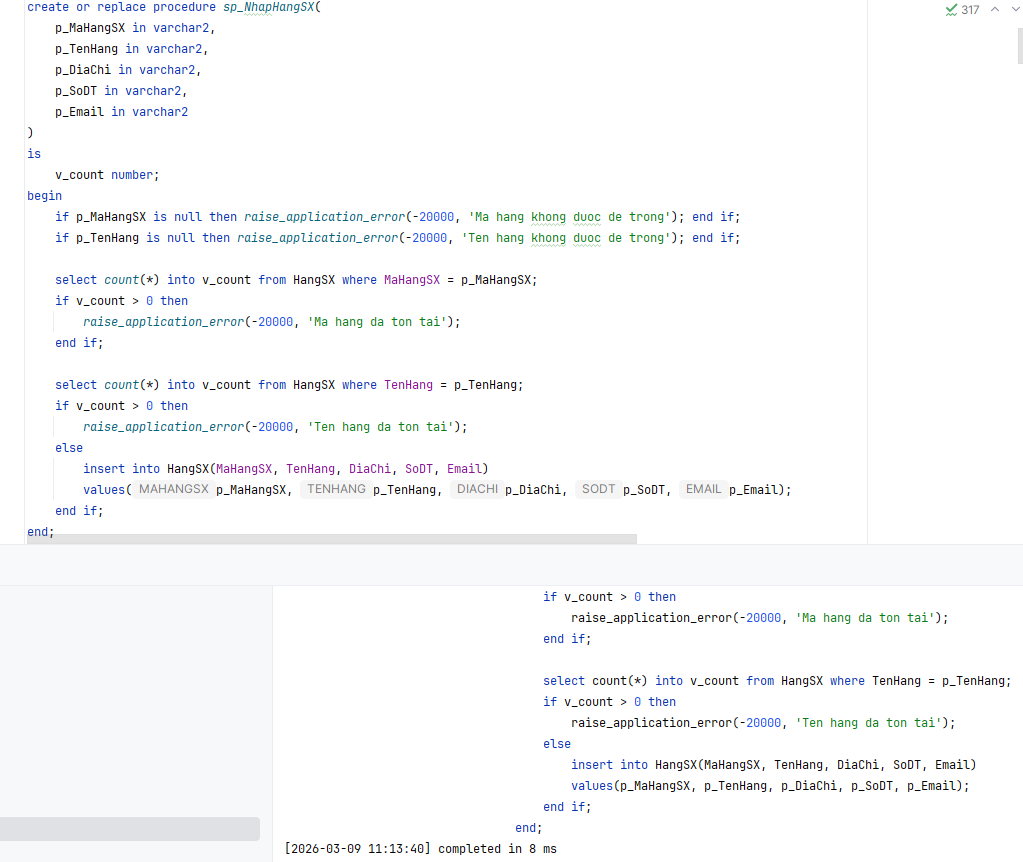 create or replace procedure sp_NhapHangSX(
317
p_MaHangSX in varchar2,
p_TenHang in varchar2,
p_DiaChi in varchar2,
p_SoDT in varchar2,
p_Email in varchar2
)
is
v_count number;
begin
if p_MaHangSX is null then raise_application_error(-20000, 'Ma hang khong duoc de trong'); end if;
if p_TenHang is null then raise_application_error(-20000, 'Ten hang khong duoc de trong'); end if;
select count(*) into v_count from HangSX where MaHangSX = p_MaHangSX;
if v_count > 0 then
raise_application_error(-20000, 'Ma hang da ton tai');
end if;
select count(*) into v_count from HangSX where TenHang = p_TenHang;
if v_count > 0 then
raise_application_error(-20000, 'Ten hang da ton tai');
else
insert into HangSX(MaHangSX, TenHang, DiaChi, SoDT, Email)
values( MAHANGSX p_MaHangSX, TENHANG p_TenHang, DIACHI p_DiaChi, SODT p_SoDT, EMAIL p_Email);
end if;
end;
if v_count > 0 then
raise_application_error(-20000, 'Ma hang da ton tai');
end if;
select count(*) into v_count from HangSX where TenHang = p_TenHang;
if v_count > 0 then
raise_application_error(-20000, 'Ten hang da ton tai');
else
insert into HangSX(MaHangSX, TenHang, DiaChi, SoDT, Email)
values(p_MaHangSX, p_TenHang, p_DiaChi, p_SoDT, p_Email);
end if;
end;
[2026-03-09 11:13:40] completed in 8 ms